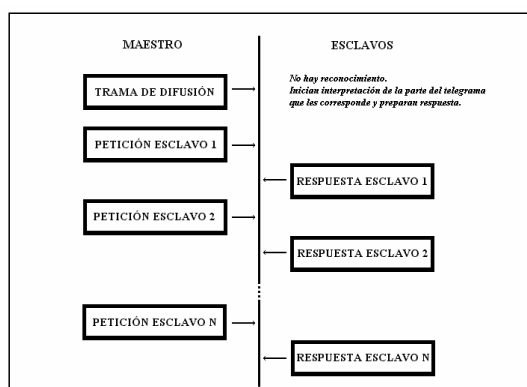 MAESTRO
ESCLAVOS
TRAMA DE DIFUSIÓN
No hay reconocimiento.
Inician interpretación de la parte del telegrama
que les corresponde y preparan respuesta.
PETICIÓN ESCLAVO 1
RESPUESTA ESCLAVO 1
PETICIÓN ESCLAVO 2
RESPUESTA ESCLAVO 2
PETICIÓN ESCLAVO N
RESPUESTA ESCLAVO N